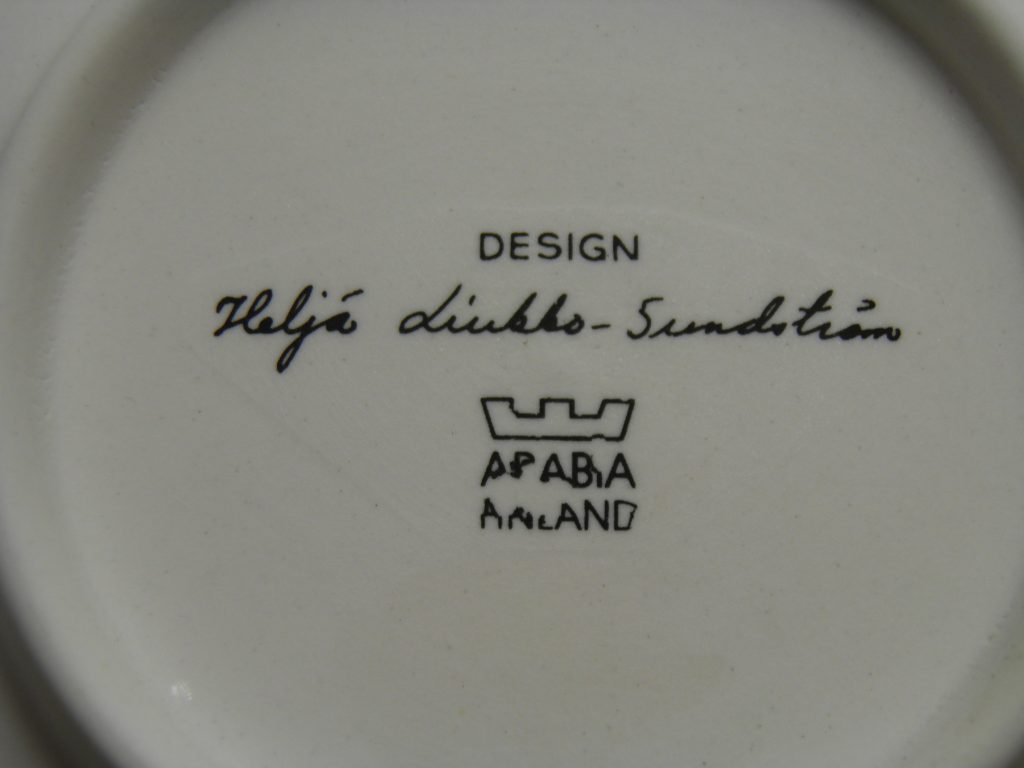 DESIGN
Heljä Liukko-Sundström
ARABIA
FINLAND